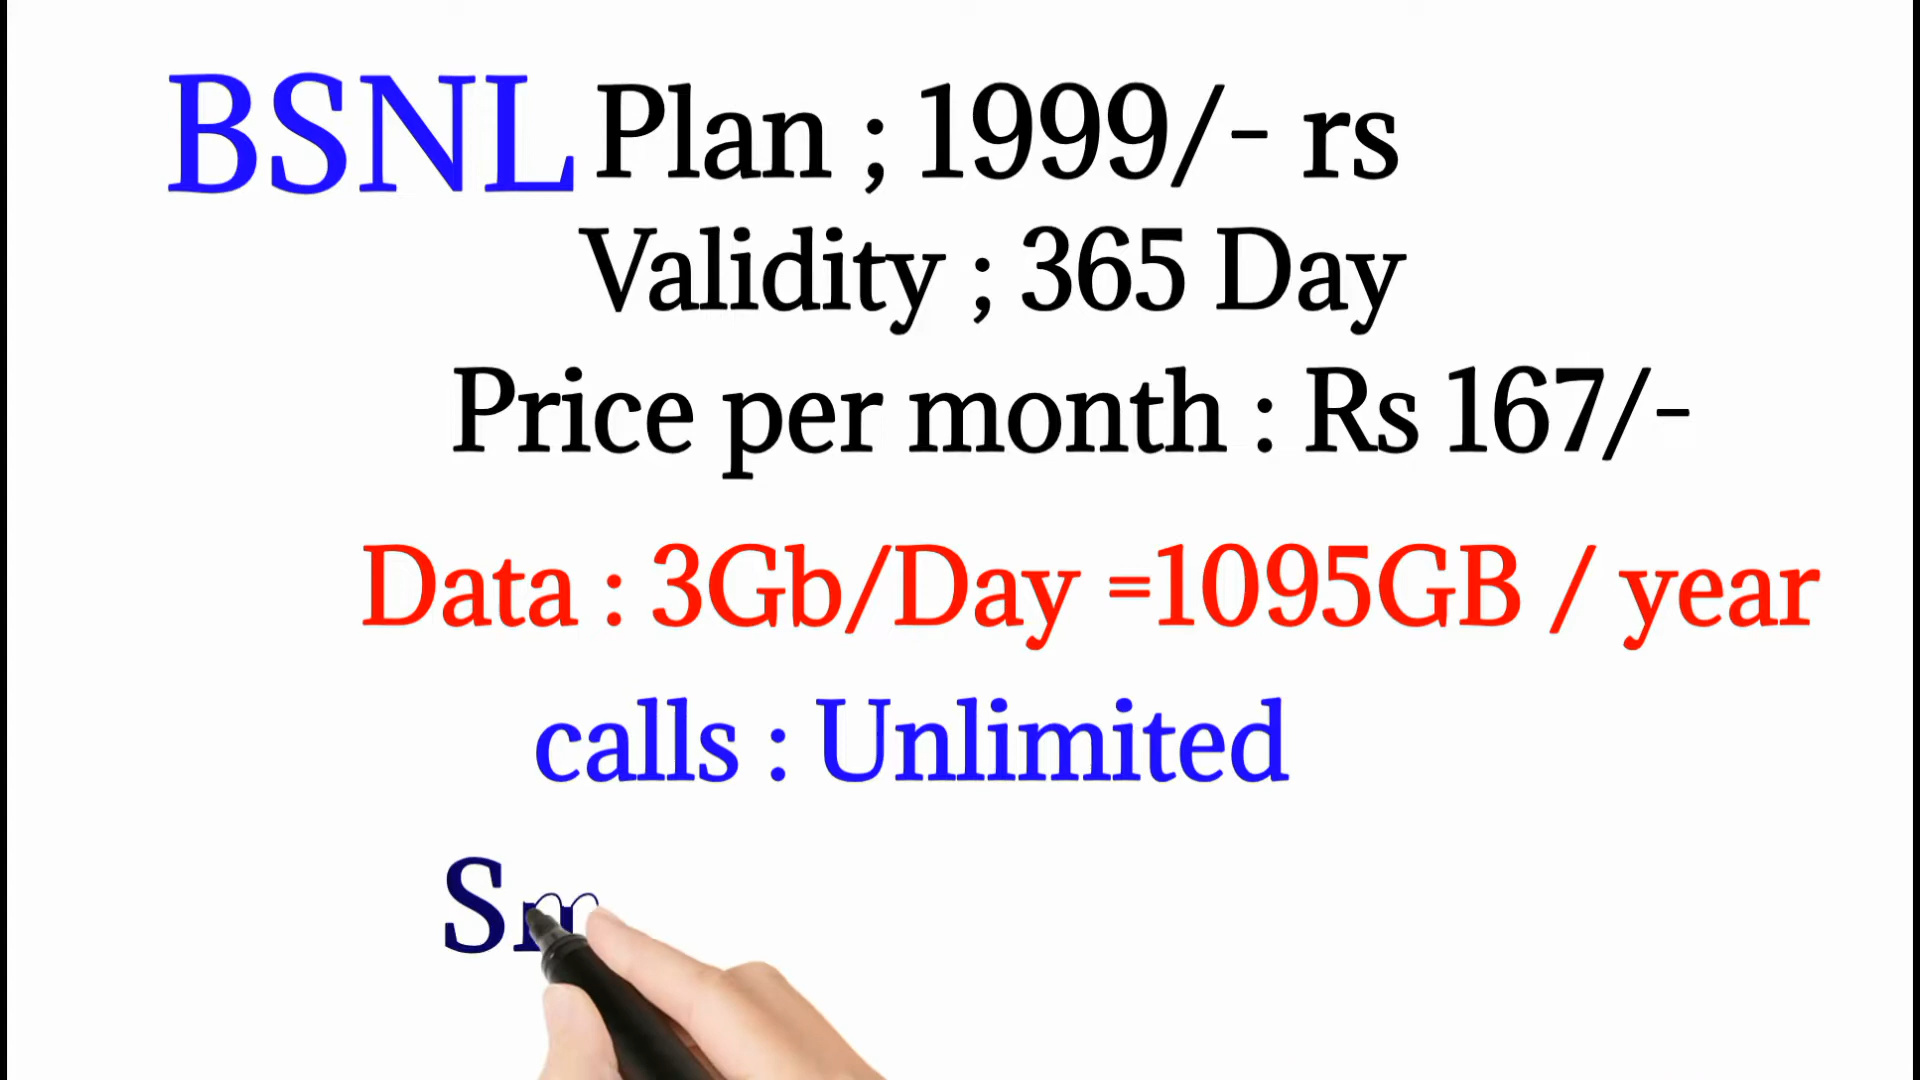 BSNL Plan ; 1999/- rs
Validity ; 365 Day
Price per month : Rs 167/-
Data : 3Gb/Day =1095GB / year
calls : Unlimited